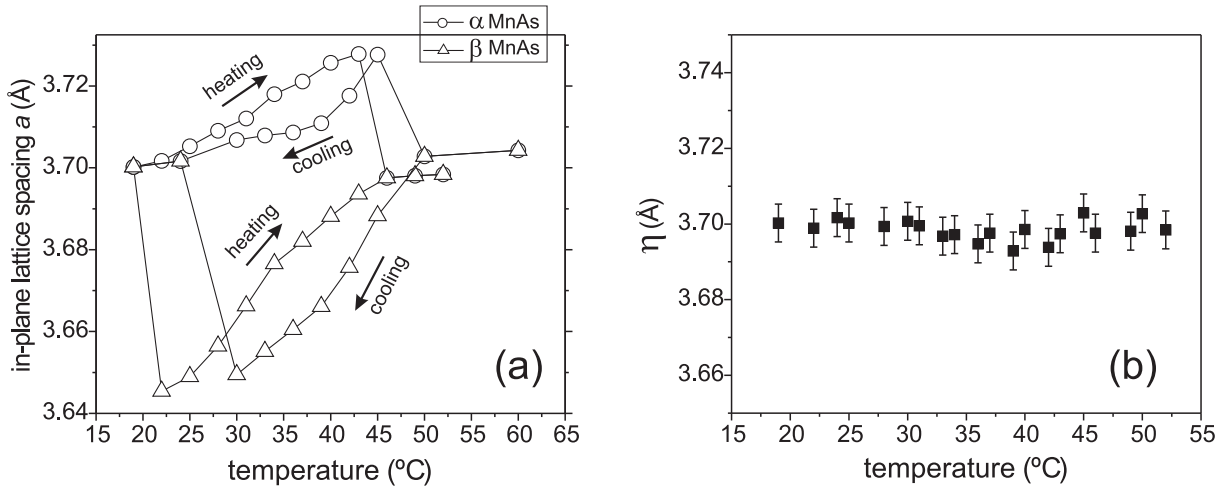 α MnAs
β MnAs
in-plane lattice spacing a (Å)
3.72
3.70
3.68
3.66
3.64
heating
cooling
heating
cooling
(a)
15 20 25 30 35 40 45 50 55 60 65
temperature (ºC)
η (Å)
3.74
3.72
3.70
3.68
3.66
(b)
15 20 25 30 35 40 45 50 55
temperature (ºC)